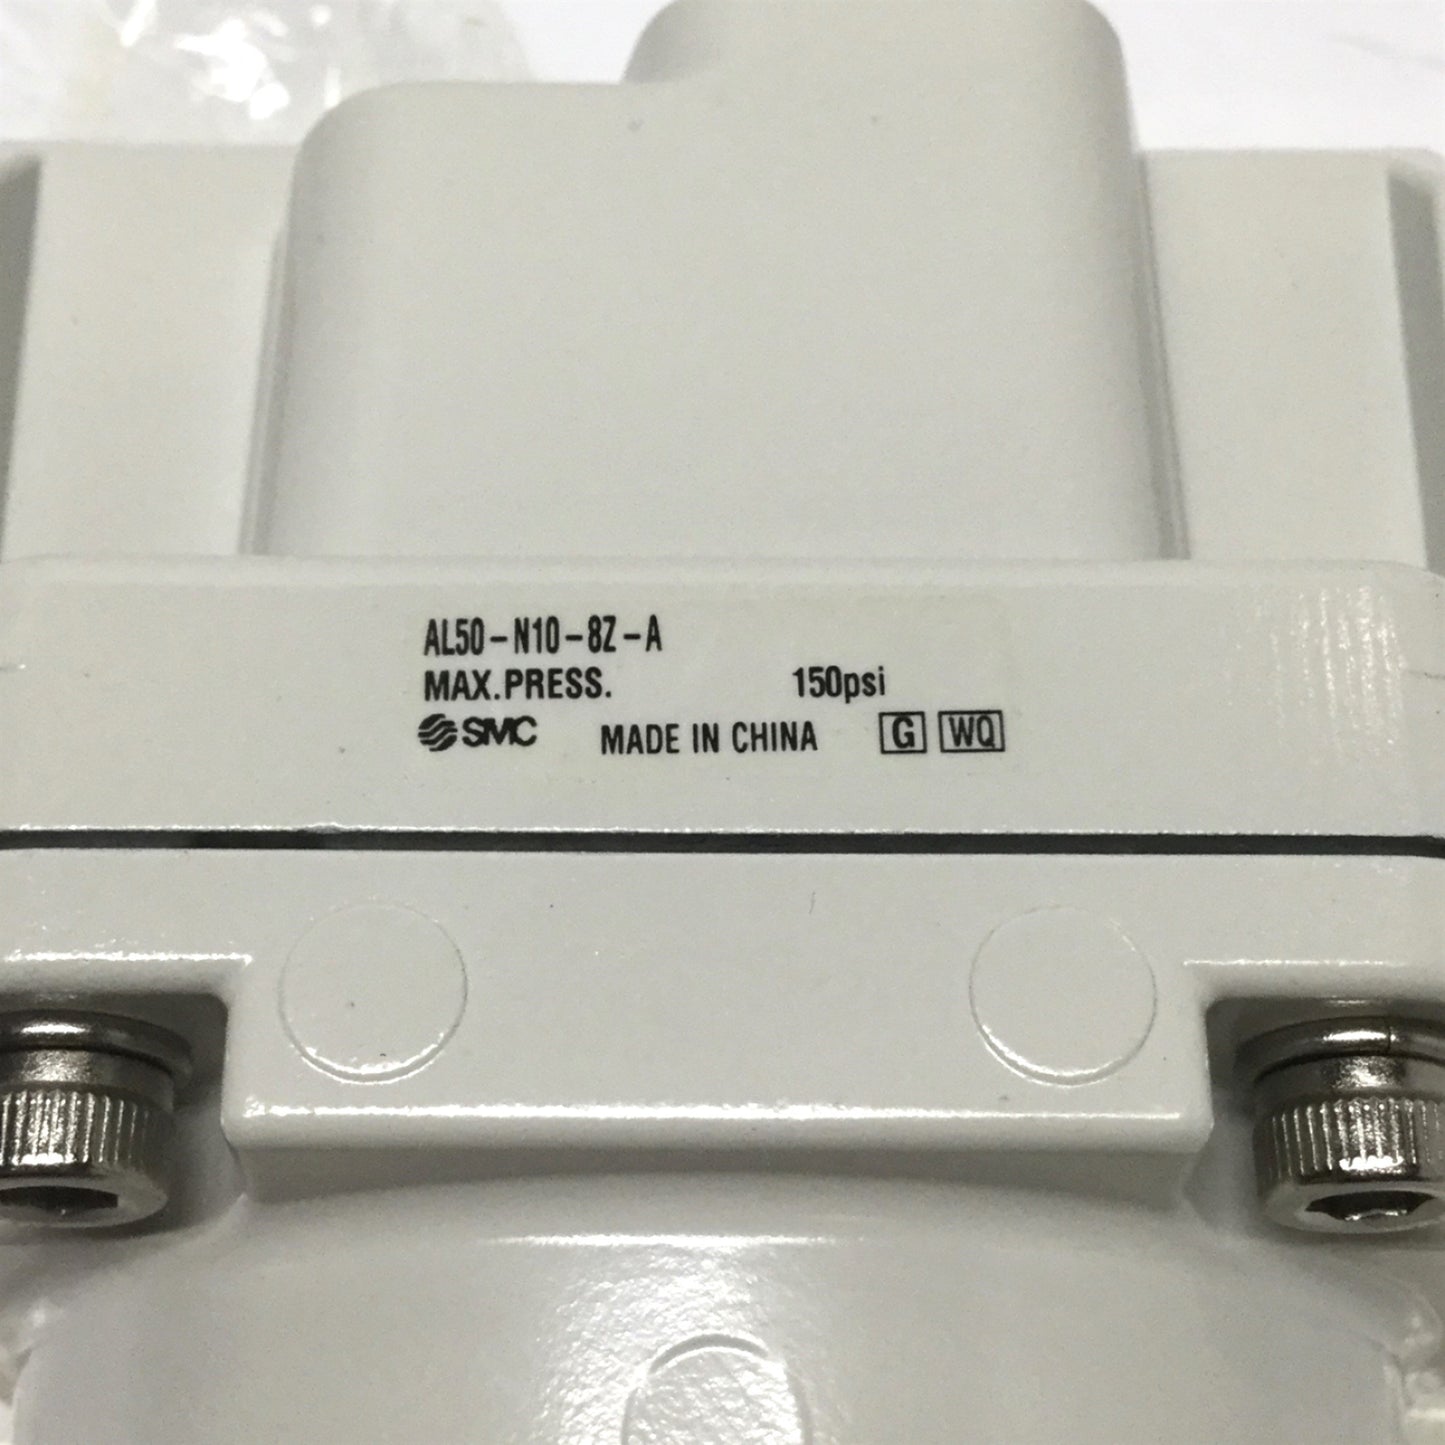 AL50-N10-8Z-A
MAX.PRESS. 150psi
SMC MADE IN CHINA G WQ